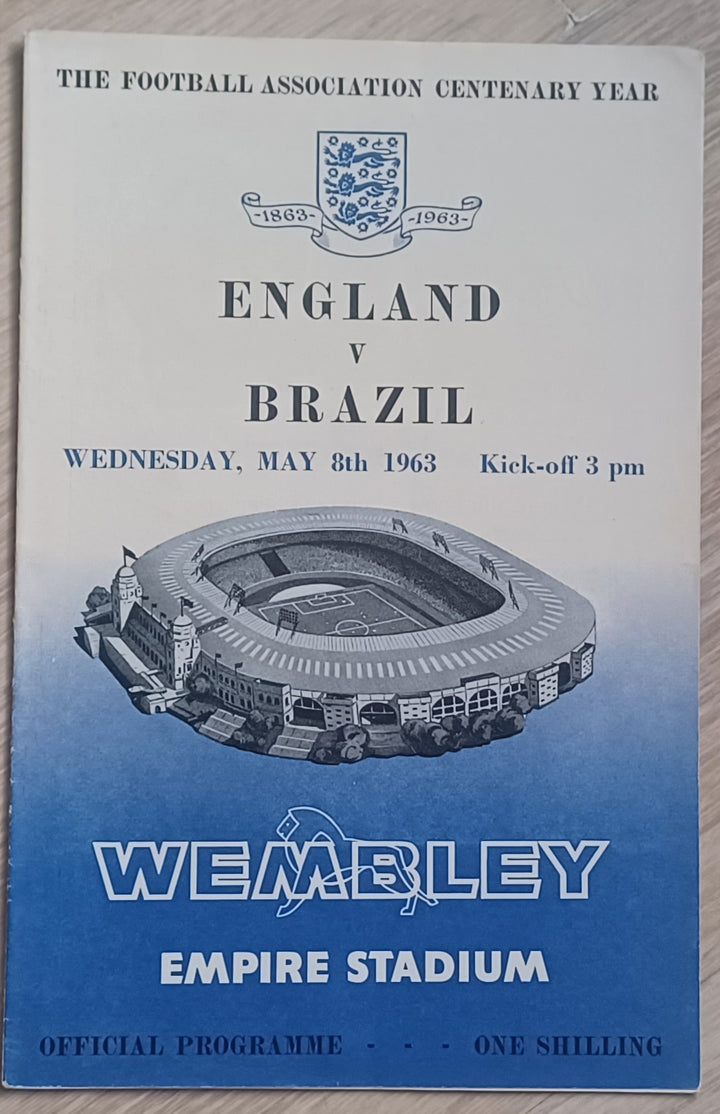 THE FOOTBALL ASSOCIATION CENTENARY YEAR
-1863- -1963-
ENGLAND
V
BRAZIL
WEDNESDAY, MAY 8th 1963 Kick-off 3 pm
WEMBLEY
EMPIRE STADIUM
OFFICIAL PROGRAMME - - - ONE SHILLING